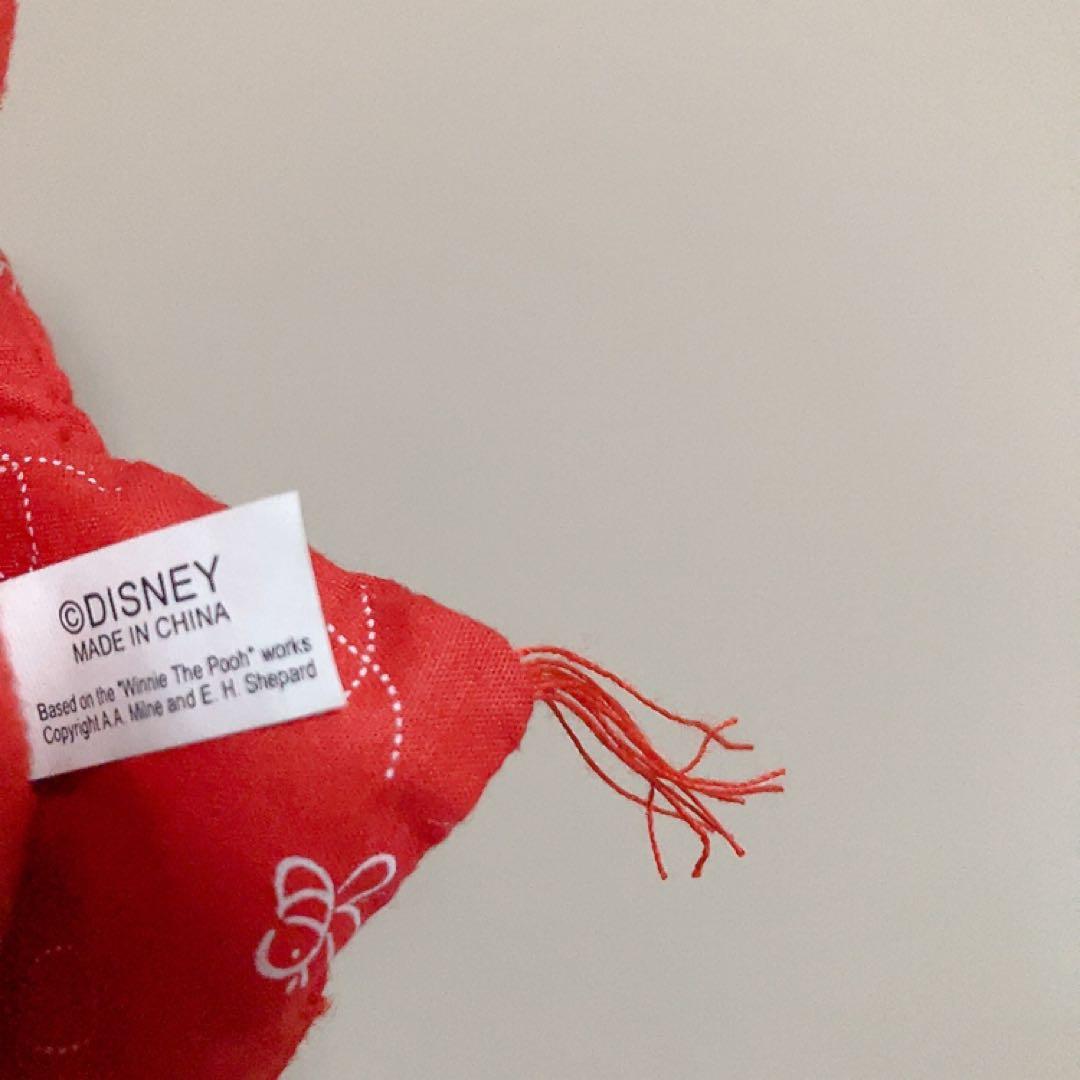 ©DISNEY
MADE IN CHINA
Based on the "Winnie The Pooh" works
Copyright A.A. Milne and E. H. Shepard